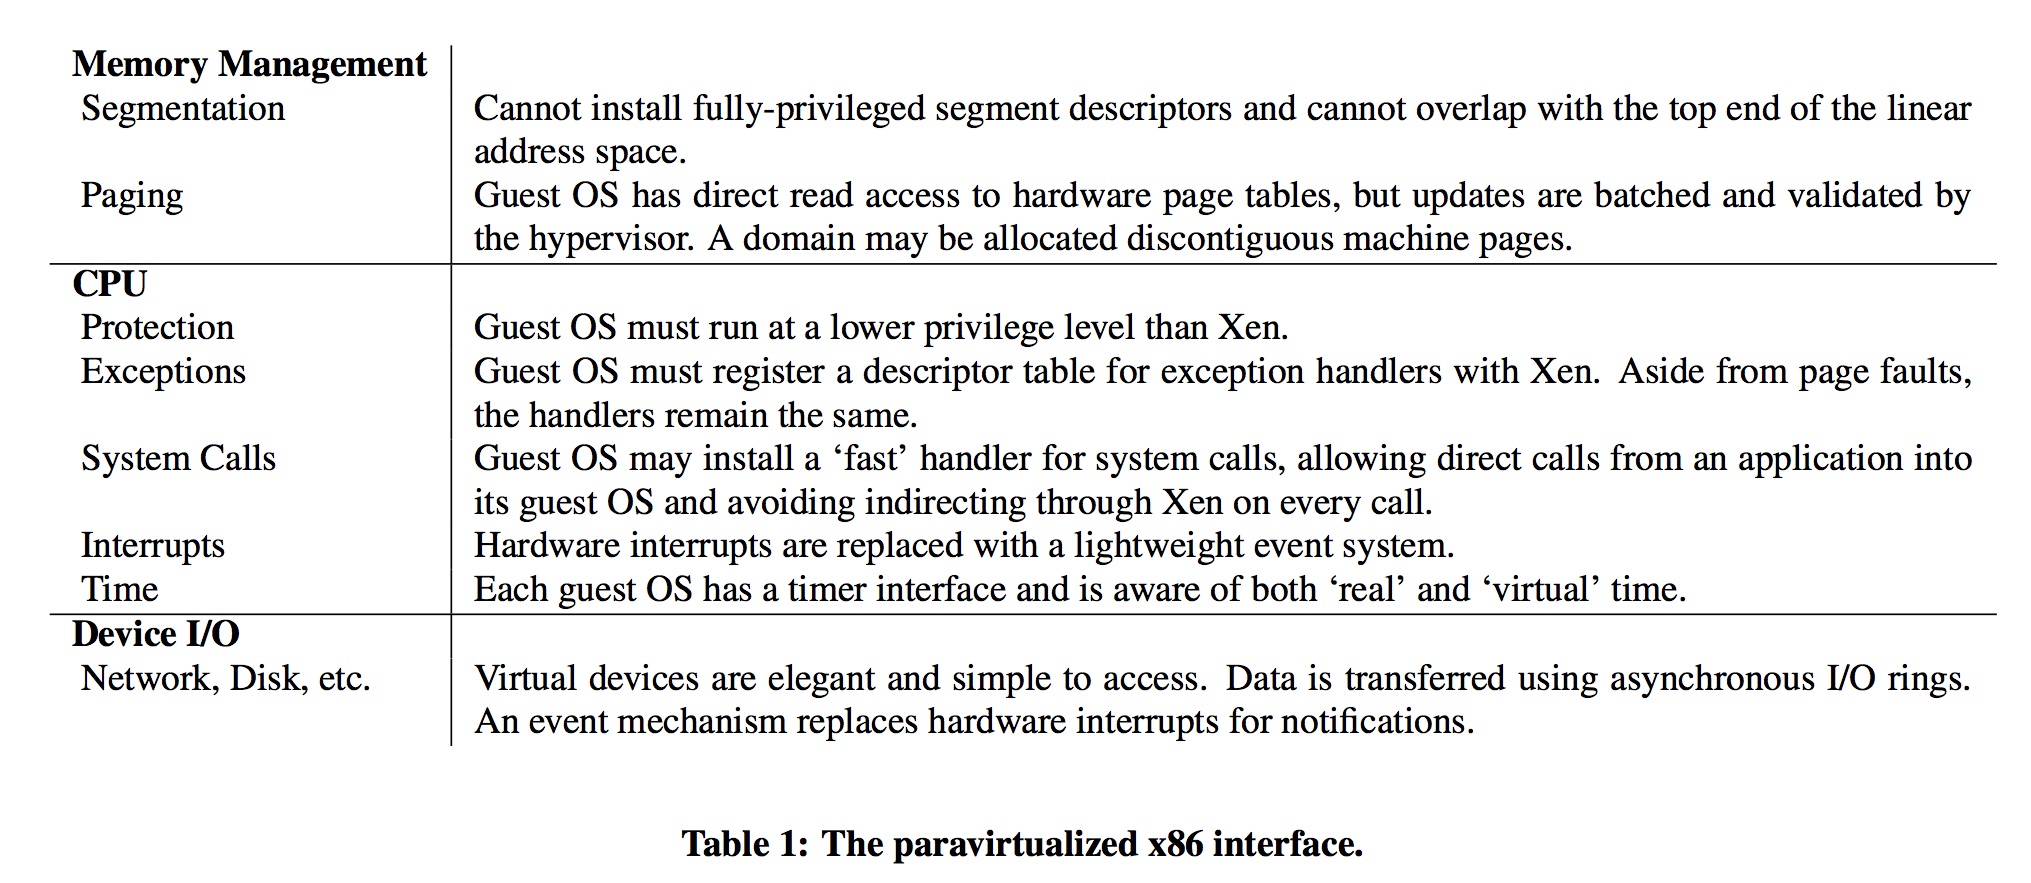 Memory Management
Segmentation Cannot install fully-privileged segment descriptors and cannot overlap with the top end of the linear
address space.
Paging Guest OS has direct read access to hardware page tables, but updates are batched and validated by
the hypervisor. A domain may be allocated discontiguous machine pages.
CPU
Protection Guest OS must run at a lower privilege level than Xen.
Exceptions Guest OS must register a descriptor table for exception handlers with Xen. Aside from page faults,
the handlers remain the same.
System Calls Guest OS may install a ‘fast’ handler for system calls, allowing direct calls from an application into
its guest OS and avoiding indirecting through Xen on every call.
Interrupts Hardware interrupts are replaced with a lightweight event system.
Time Each guest OS has a timer interface and is aware of both ‘real’ and ‘virtual’ time.
Device I/O
Network, Disk, etc. Virtual devices are elegant and simple to access. Data is transferred using asynchronous I/O rings.
An event mechanism replaces hardware interrupts for notifications.
Table 1: The paravirtualized x86 interface.